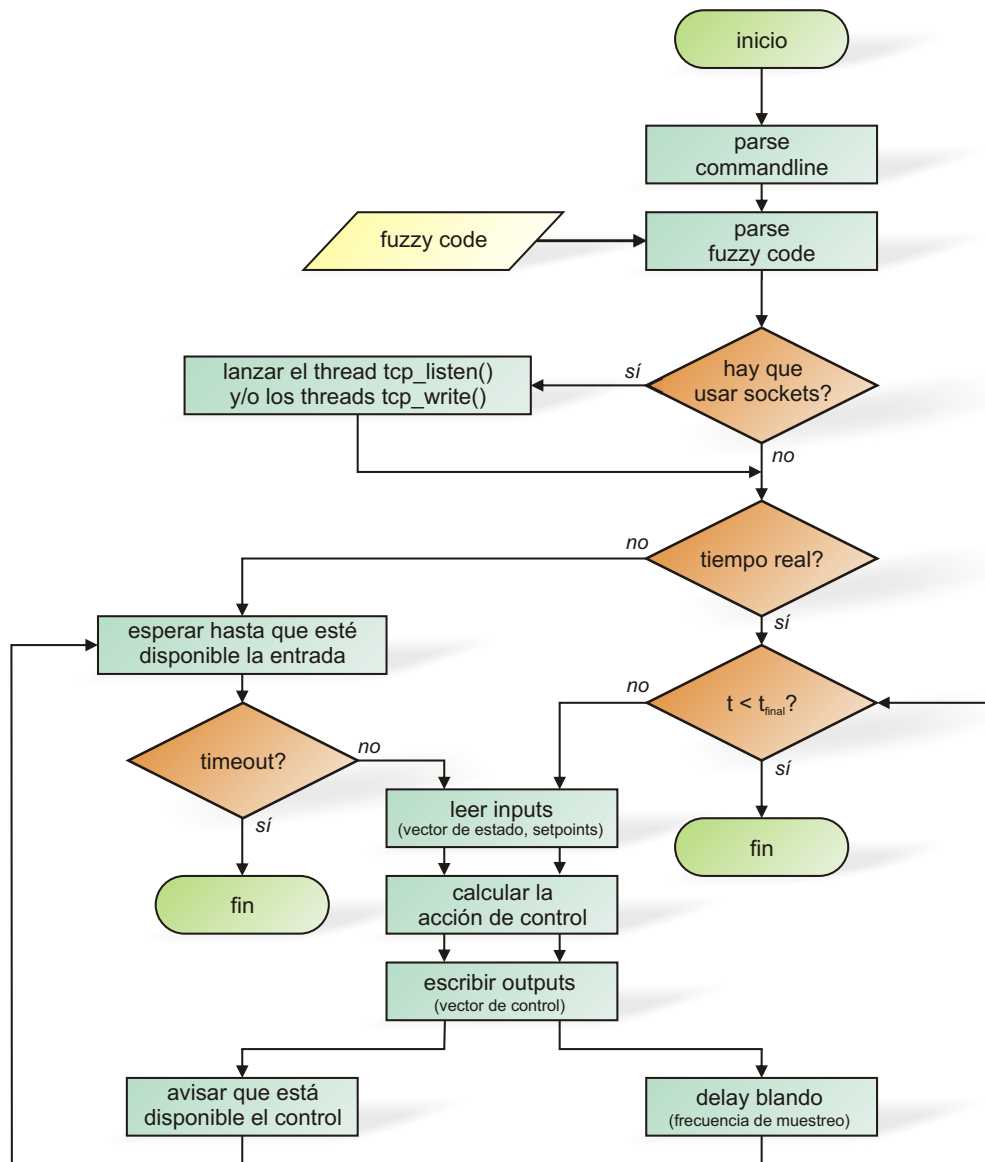 inicio
parse
commandline
fuzzy code
parse
fuzzy code
hay que
usar sockets?
sí
lanzar el thread tcp_listen()
y/o los threads tcp_write()
no
tiempo real?
no
sí
esperar hasta que esté
disponible la entrada
t < t_final?
no
sí
timeout?
no
sí
leer inputs
(vector de estado, setpoints)
fin
fin
calcular la
acción de control
escribir outputs
(vector de control)
avisar que está
disponible el control
delay blando
(frecuencia de muestreo)